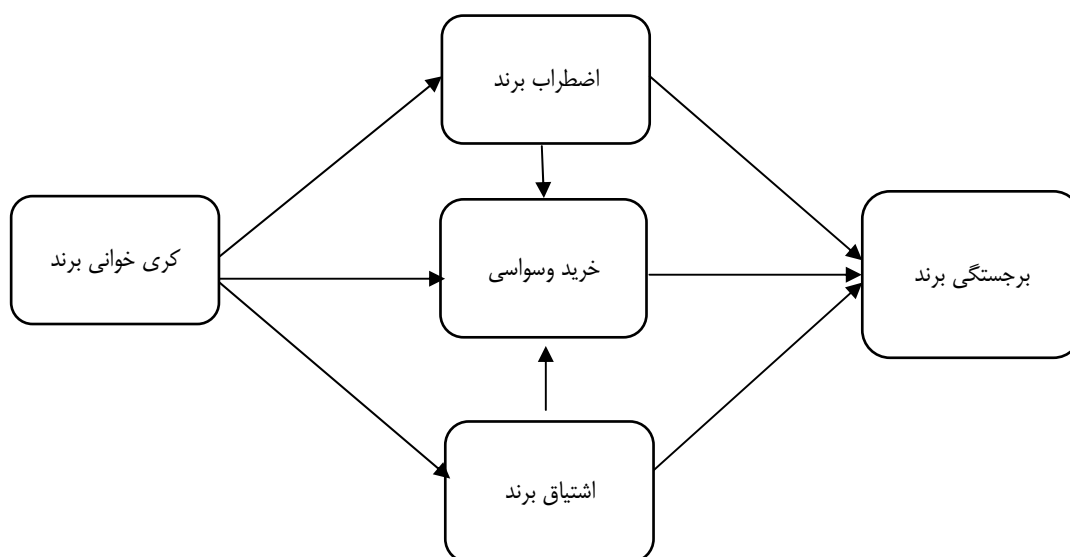 اضطراب برند
کری خوانی برند
خرید وسواسی
برجستگی برند
اشتیاق برند